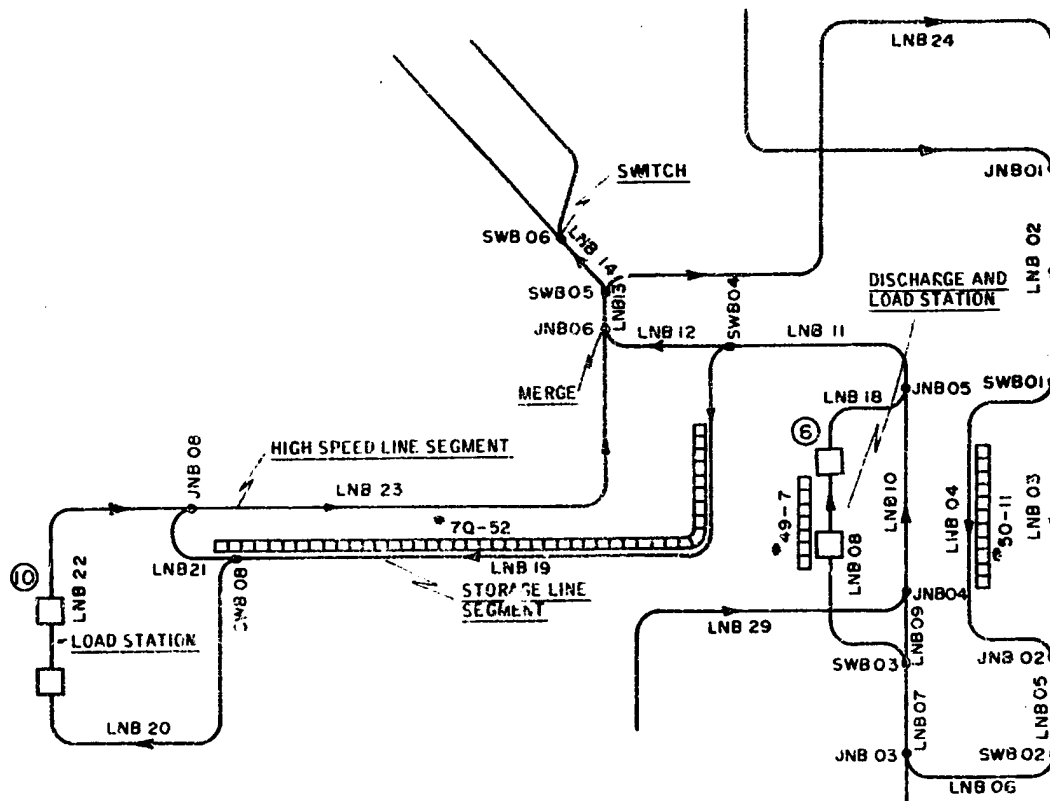 LNB 24
JNB01
SWITCH
SWB 06
LNB 14
LNB 02
SWB 05
LNB13
SWB04
DISCHARGE AND
LOAD STATION
JNB06
LNB 12
LNB 11
MERGE
SWB01
JNB05
LNB 18
6
JNB 08
HIGH SPEED LINE SEGMENT
LNB 23
*7Q-52
*49-7
LNB10
LNB 04
*50-11
LNB 03
10
LNB 22
LNB21
SWB 08
LNB 19
STORAGE LINE
SEGMENT
LNB 08
JNB04
LNB 29
LNB09
LOAD STATION
SWB03
JNB 02
LNB05
LNB 20
LNB07
JNB 03
SWB 02
LNB 06